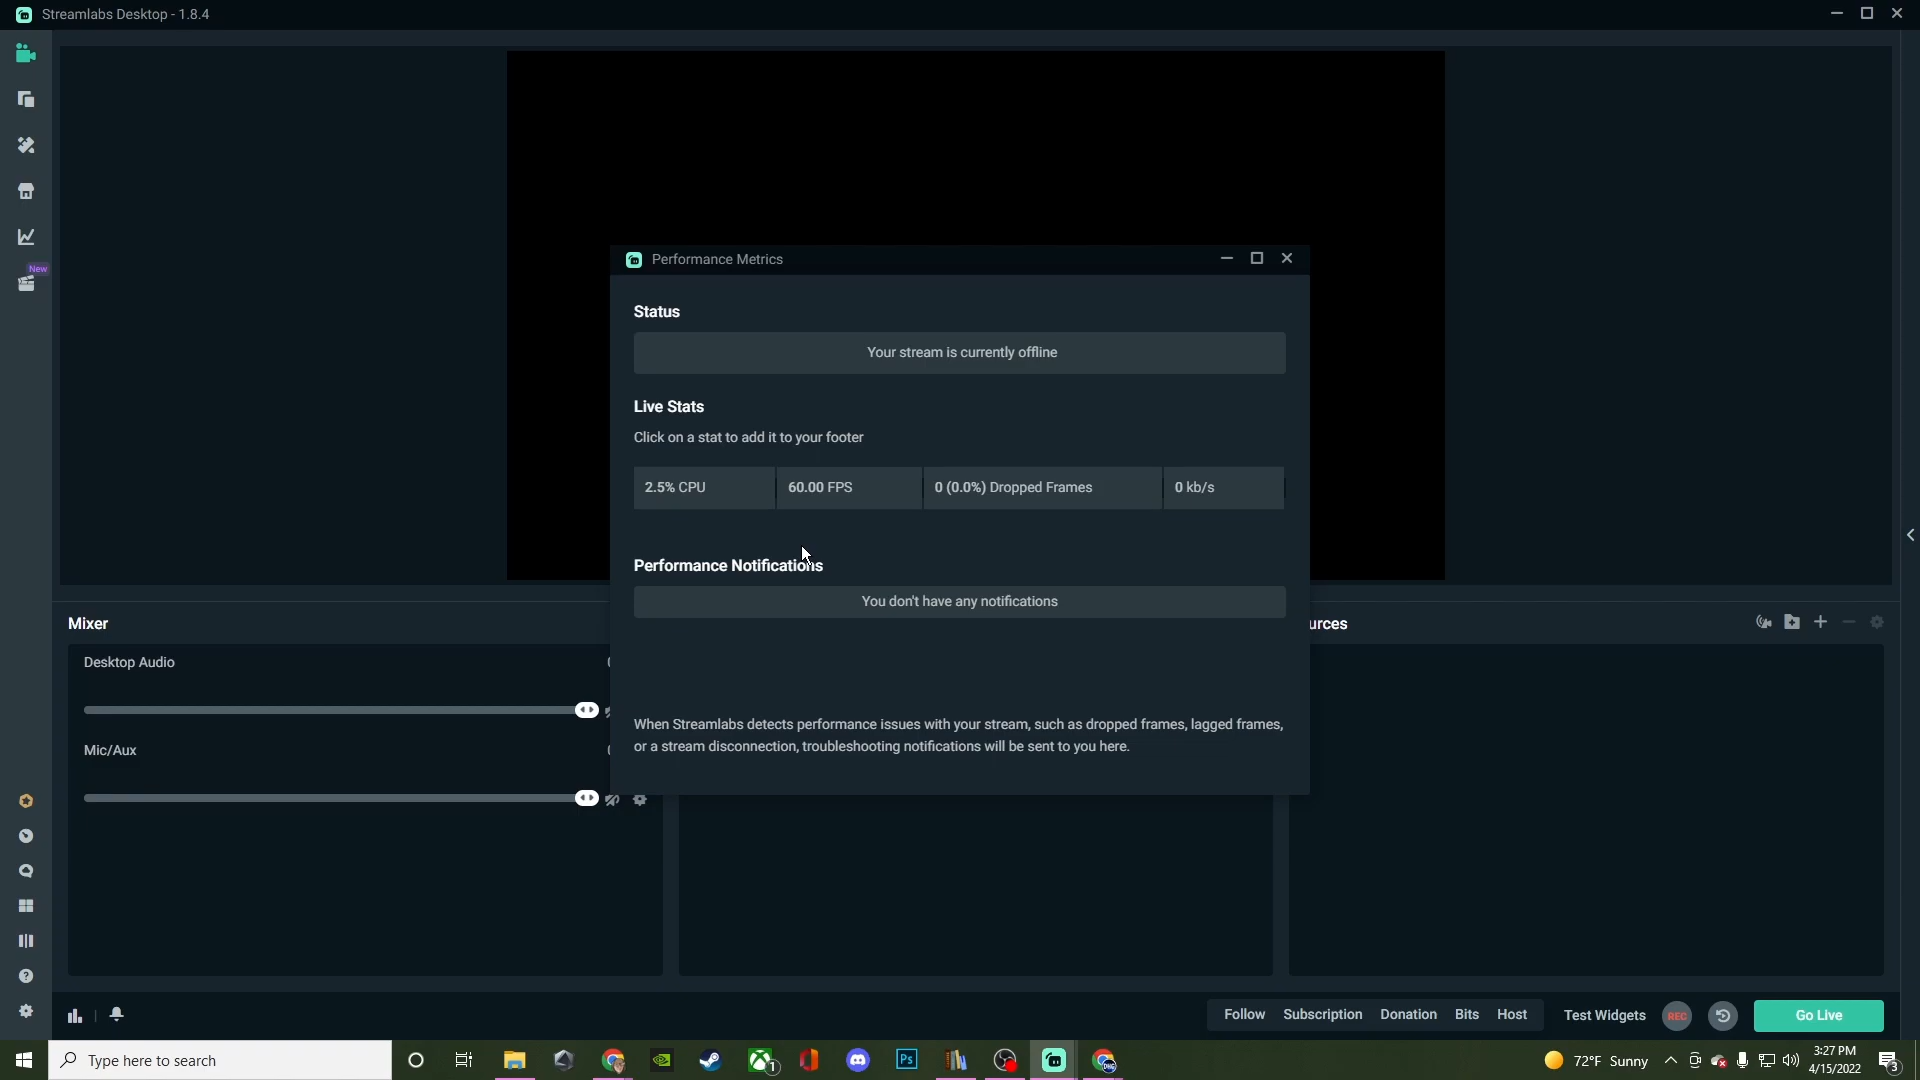 Streamlabs Desktop - 1.8.4
New
Performance Metrics
Status
Your stream is currently offline
Live Stats
Click on a stat to add it to your footer
2.5% CPU
60.00 FPS
0 (0.0%) Dropped Frames
0 kb/s
Performance Notifications
You don't have any notifications
When Streamlabs detects performance issues with your stream, such as dropped frames, lagged frames,
or a stream disconnection, troubleshooting notifications will be sent to you here.
Mixer
urces
Desktop Audio
Mic/Aux
Follow Subscription Donation Bits Host
Test Widgets
REC
Go Live
Type here to search
1
Ps
72°F Sunny
3:27 PM
4/15/2022
3